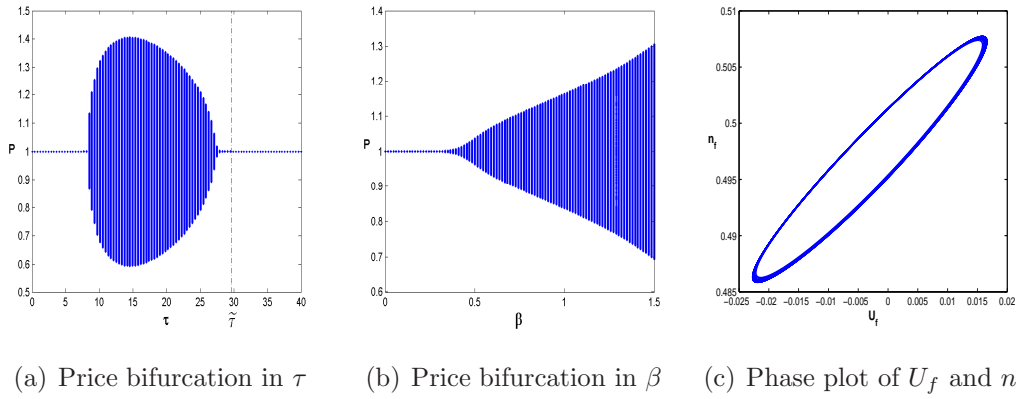 1.5
1.4
1.3
1.2
1.1
P 1
0.9
0.8
0.7
0.6
0.5
0 5 10 15 20 25 30 35 40
τ τ̃
1.4
1.3
1.2
1.1
P 1
0.9
0.8
0.7
0.6
0 0.5 1 1.5
β
0.51
0.505
0.5
n_f
0.495
0.49
0.485
−0.025 −0.02 −0.015 −0.01 −0.005 0 0.005 0.01 0.015 0.02
U_f
(a) Price bifurcation in τ (b) Price bifurcation in β (c) Phase plot of U_f and n